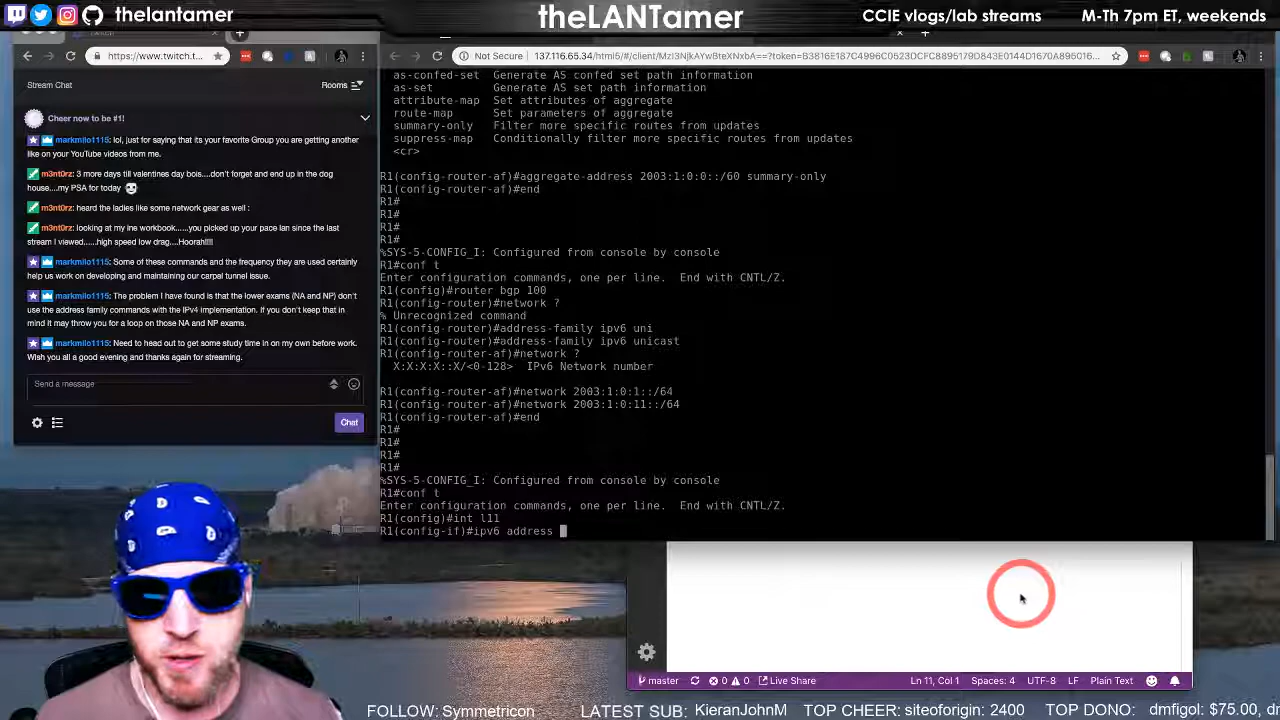 thelantamer
theLANTamer
CCIE vlogs/lab streams
M-Th 7pm ET, weekends
https://www.twitch.t...
Not Secure
Stream Chat
Rooms
Cheer now to be #1!
markmilo1115: lol, just for saying that its your favorite Group you are getting another
like on your YouTube videos from me.
m3nt0rz: 3 more days till valentines day bois....don't forget and end up in the dog
house....my PSA for today
m3nt0rz: heard the ladies like some network gear as well :
m3nt0rz: looking at my ine workbook.....you picked up your pace lan since the last
stream I viewed......high speed low drag....Hoorah!!!!
markmilo1115: Some of these commands and the frequency they are used certainly
help us work on developing and maintaining our carpal tunnel issue.
markmilo1115: The problem I have found is that the lower exams (NA and NP) don't
use the address family commands with the IPv4 implementation. If you don't keep that in
mind it may throw you for a loop on those NA and NP exams.
markmilo1115: Need to head out to get some study time in on my own before work.
Wish you all a good evening and thanks again for streaming.
Send a message
Chat
as-confed-set Generate AS confed set path information
as-set Generate AS set path information
attribute-map Set attributes of aggregate
route-map Set parameters of aggregate
summary-only Filter more specific routes from updates
suppress-map Conditionally filter more specific routes from updates
<cr>
R1(config-router-af)#aggregate-address 2003:1:0:0::/60 summary-only
R1(config-router-af)#end
R1#
R1#
R1#
R1#
%SYS-5-CONFIG_I: Configured from console by console
R1#conf t
Enter configuration commands, one per line. End with CNTL/Z.
R1(config)#router bgp 100
R1(config-router)#network ?
% Unrecognized command
R1(config-router)#address-family ipv6 uni
R1(config-router)#address-family ipv6 unicast
R1(config-router-af)#network ?
X:X:X:X::X/<0-128> IPv6 Network number
R1(config-router-af)#network 2003:1:0:1::/64
R1(config-router-af)#network 2003:1:0:11::/64
R1(config-router-af)#end
R1#
R1#
R1#
R1#
%SYS-5-CONFIG_I: Configured from console by console
R1#conf t
Enter configuration commands, one per line. End with CNTL/Z.
R1(config)#int l11
R1(config-if)#ipv6 address
master
0 0
Live Share
Ln 11, Col 1
Spaces: 4
UTF-8
LF
Plain Text
FOLLOW: Symmetricon
LATEST SUB: KieranJohnM
TOP CHEER: siteoforigin: 2400
TOP DONO: dmfigol: $75.00,